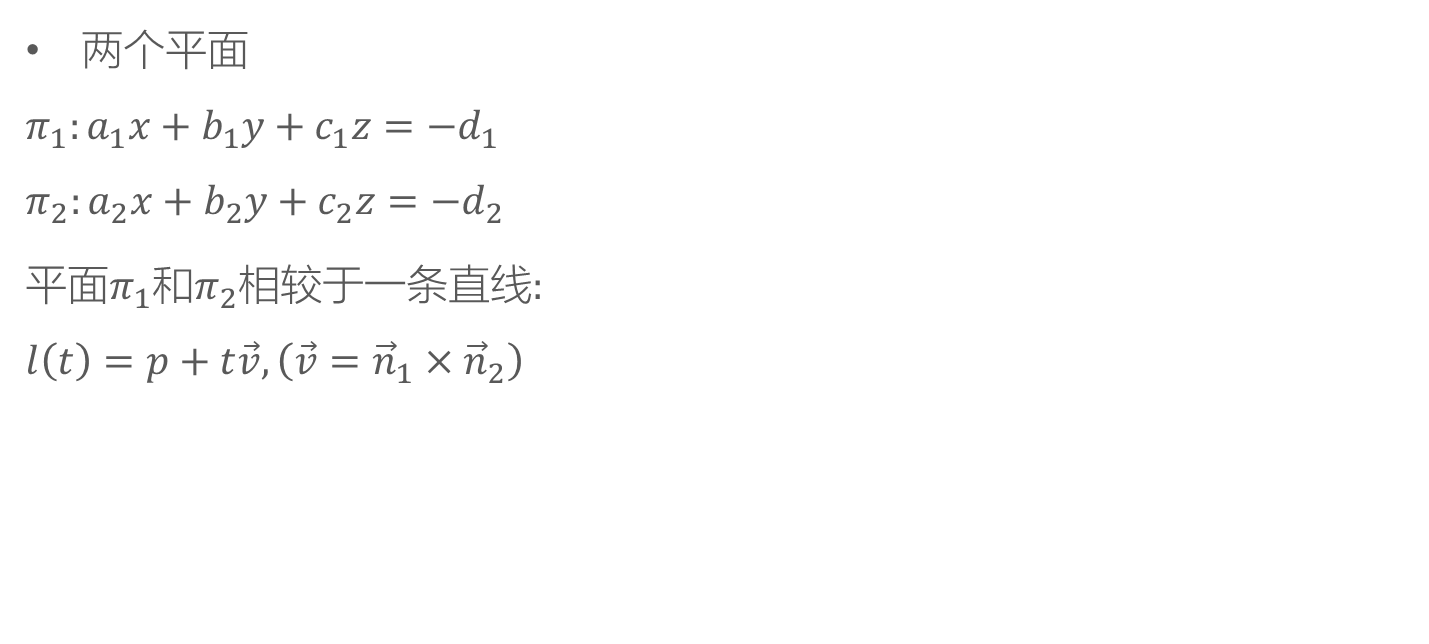 • 两个平面
π₁: a₁x + b₁y + c₁z = −d₁
π₂: a₂x + b₂y + c₂z = −d₂
平面π₁和π₂相较于一条直线:
l(t) = p + tv⃗, (v⃗ = n⃗₁ × n⃗₂)